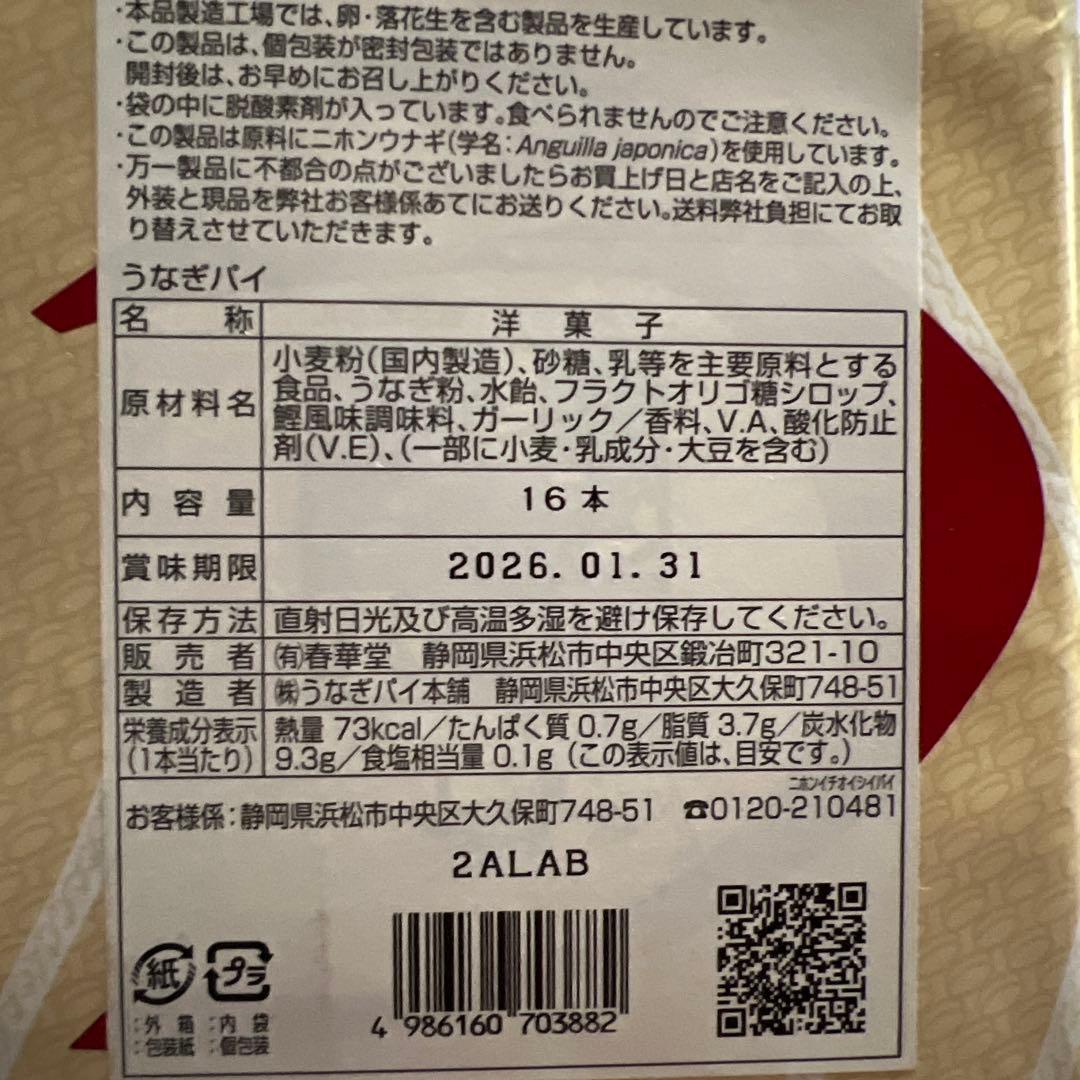 ・本品製造工場では、卵・落花生を含む製品を生産しています。
・この製品は、個包装が密封包装ではありません。
開封後は、お早めにお召し上がりください。
・袋の中に脱酸素剤が入っています。食べられませんのでご注意ください。
・この製品は原料にニホンウナギ(学名:Anguilla japonica)を使用しています。
・万一製品に不都合の点がございましたらお買上げ日と店名をご記入の上、
外装と現品を弊社お客様係あてにお送りください。送料弊社負担にてお取
り替えさせていただきます。
うなぎパイ
名称 洋菓子
原材料名 小麦粉(国内製造)、砂糖、乳等を主要原料とする
食品、うなぎ粉、水飴、フラクトオリゴ糖シロップ、
鰹風味調味料、ガーリック/香料、V.A、酸化防止
剤(V.E)、(一部に小麦・乳成分・大豆を含む)
内容量 16本
賞味期限 2026.01.31
保存方法 直射日光及び高温多湿を避け保存してください。
販売者 ㈲春華堂 静岡県浜松市中央区鍛冶町321-10
製造者 ㈱うなぎパイ本舗 静岡県浜松市中央区大久保町748-51
栄養成分表示 熱量 73kcal/たんぱく質 0.7g/脂質 3.7g/炭水化物
(1本当たり) 9.3g/食塩相当量 0.1g (この表示値は、目安です。)
ニホンイチオイシイパイ
お客様係:静岡県浜松市中央区大久保町748-51 ☎0120-210481
2ALAB
紙 プラ
:外箱 :内袋
:包装紙 :個包装
4 986160 703882